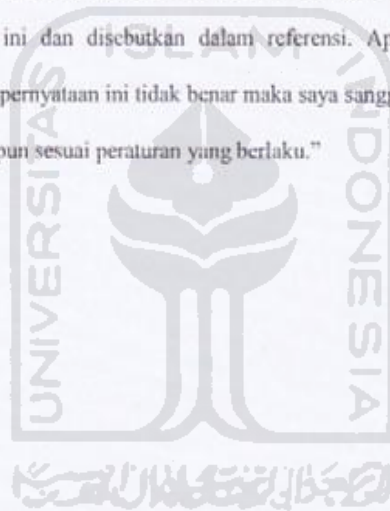 ISLAM
ini dan disebutkan dalam referensi. Ap
pernyataan ini tidak benar maka saya sangg
pun sesuai peraturan yang berlaku."
UNIVERSITAS
INDONESIA